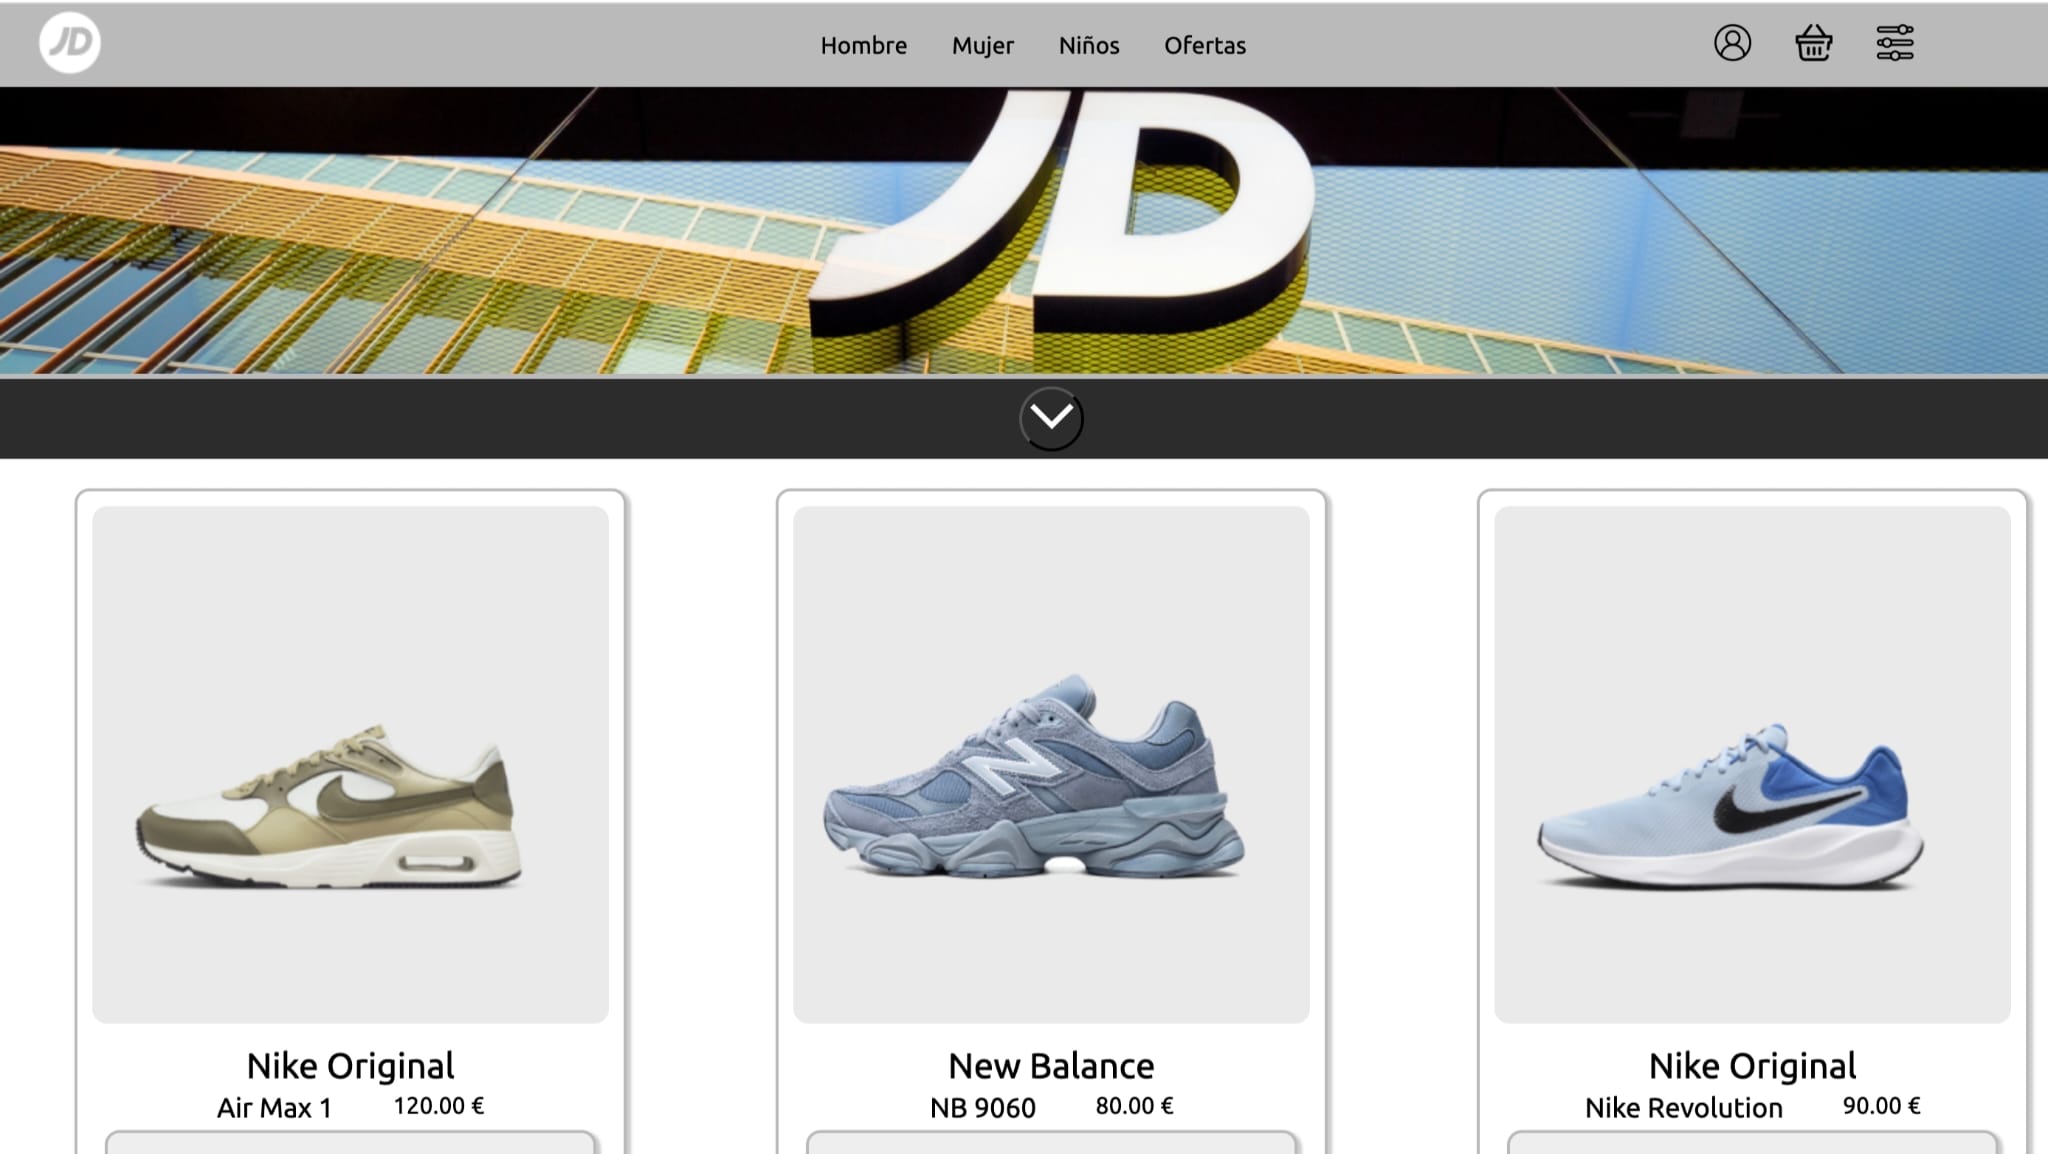 JD
Hombre Mujer Niños Ofertas
JD
Nike Original
Air Max 1 120.00 €
New Balance
NB 9060 80.00 €
Nike Original
Nike Revolution 90.00 €